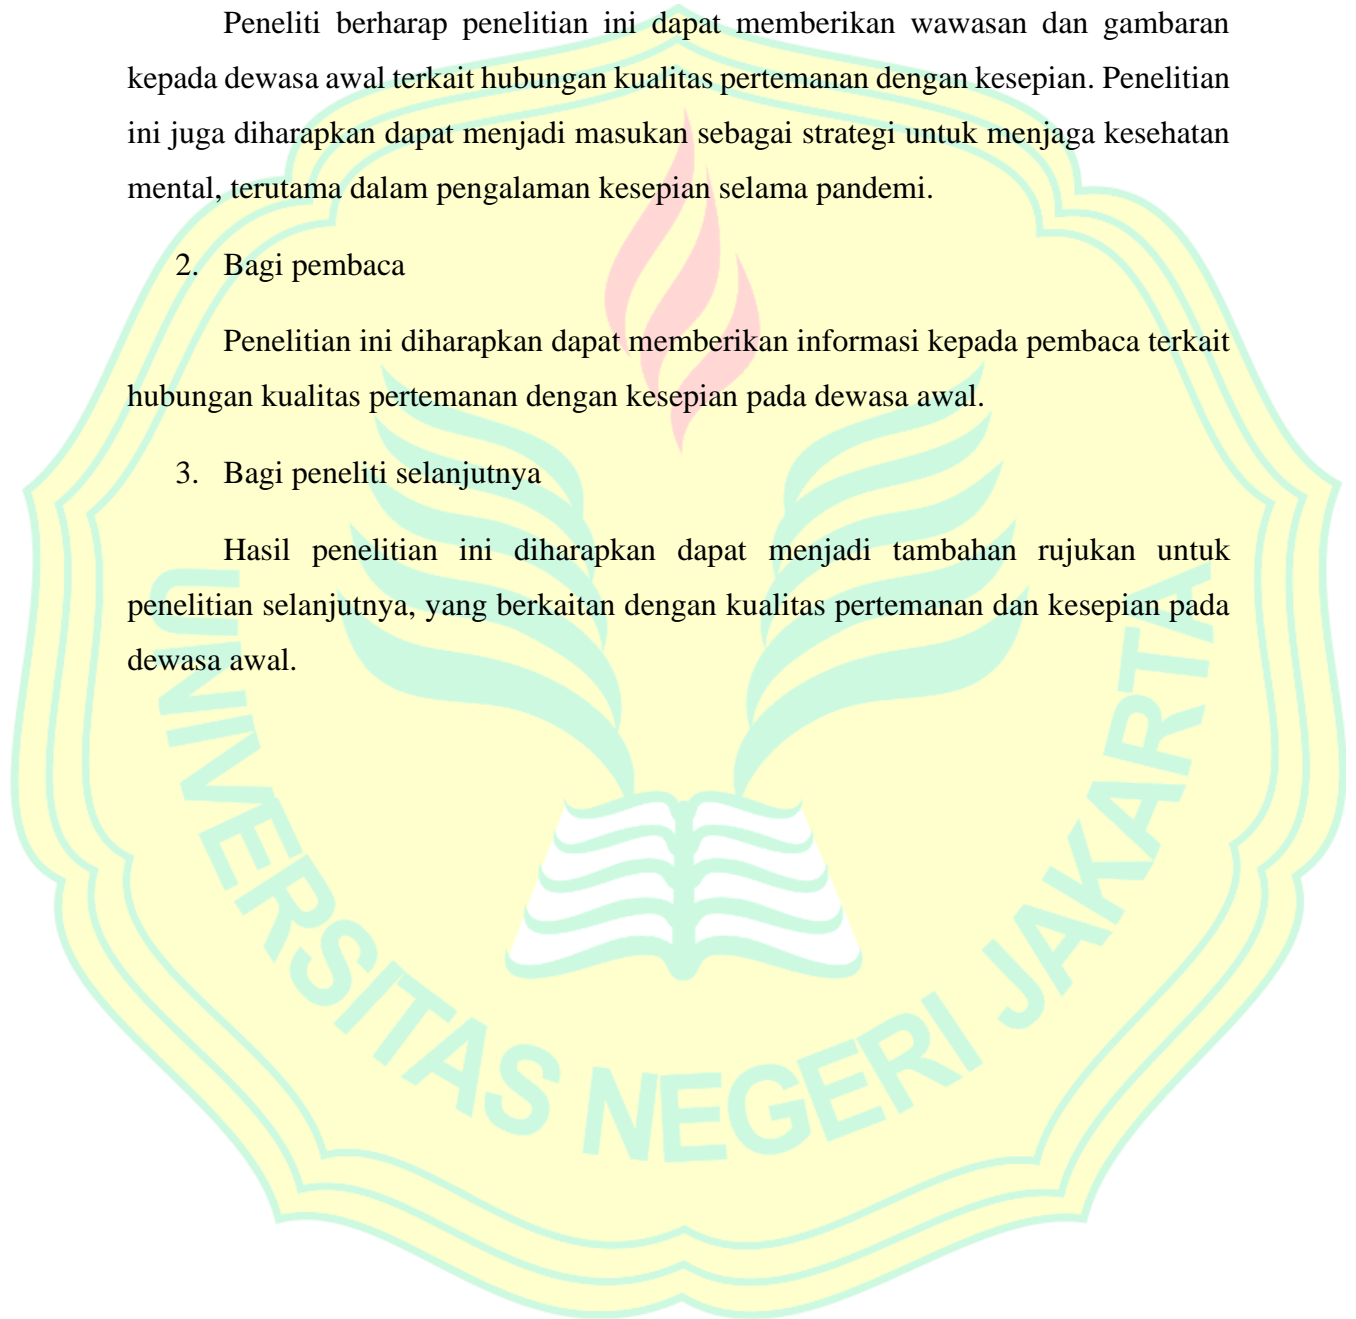 Peneliti berharap penelitian ini dapat memberikan wawasan dan gambaran
kepada dewasa awal terkait hubungan kualitas pertemanan dengan kesepian. Penelitian
ini juga diharapkan dapat menjadi masukan sebagai strategi untuk menjaga kesehatan
mental, terutama dalam pengalaman kesepian selama pandemi.
2. Bagi pembaca
Penelitian ini diharapkan dapat memberikan informasi kepada pembaca terkait
hubungan kualitas pertemanan dengan kesepian pada dewasa awal.
3. Bagi peneliti selanjutnya
Hasil penelitian ini diharapkan dapat menjadi tambahan rujukan untuk
penelitian selanjutnya, yang berkaitan dengan kualitas pertemanan dan kesepian pada
dewasa awal.
UNIVERSITAS NEGERI JAKARTA